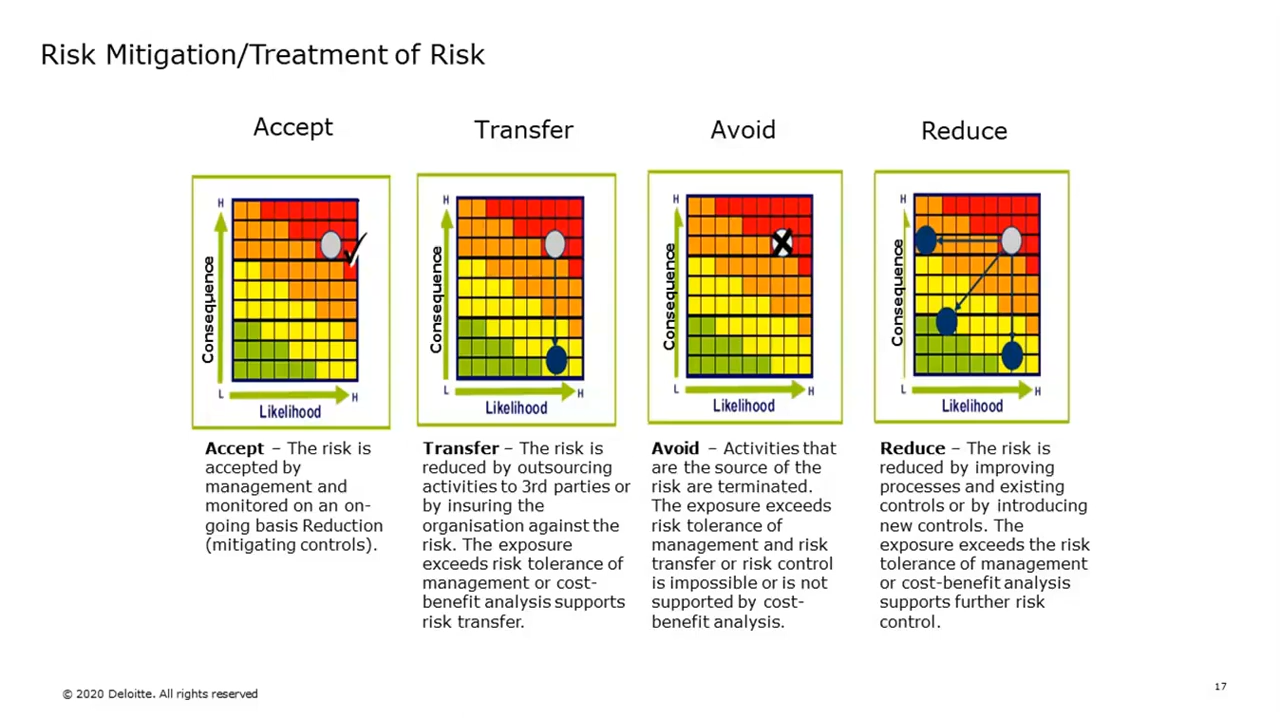 Risk Mitigation/Treatment of Risk
Accept
Transfer
Avoid
Reduce
H
Consequence
L
H
Likelihood
H
Consequence
L
H
Likelihood
H
Consequence
L
H
Likelihood
H
Consequence
L
H
Likelihood
Accept – The risk is
accepted by
management and
monitored on an on-
going basis Reduction
(mitigating controls).
Transfer – The risk is
reduced by outsourcing
activities to 3rd parties or
by insuring the
organisation against the
risk. The exposure
exceeds risk tolerance of
management or cost-
benefit analysis supports
risk transfer.
Avoid – Activities that
are the source of the
risk are terminated.
The exposure exceeds
risk tolerance of
management and risk
transfer or risk control
is impossible or is not
supported by cost-
benefit analysis.
Reduce – The risk is
reduced by improving
processes and existing
controls or by introducing
new controls. The
exposure exceeds the risk
tolerance of management
or cost-benefit analysis
supports further risk
control.
© 2020 Deloitte. All rights reserved
17